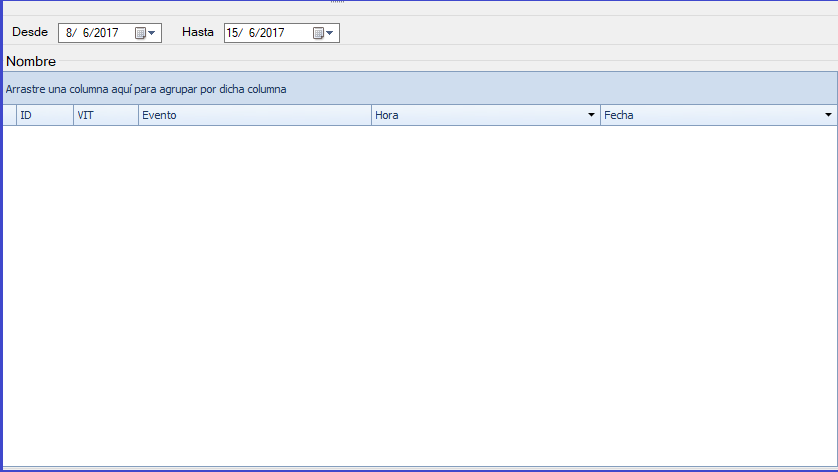 Desde 8/ 6/2017 Hasta 15/ 6/2017
Nombre
Arrastre una columna aquí para agrupar por dicha columna
ID VIT Evento Hora Fecha